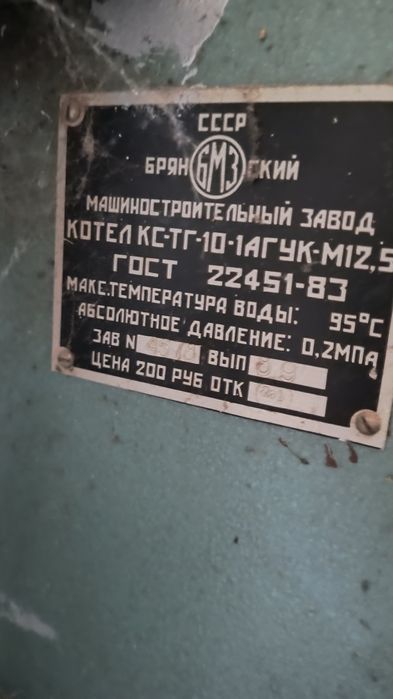 СССР
БРЯН БМЗ СКИЙ
МАШИНОСТРОИТЕЛЬНЫЙ ЗАВОД
КОТЕЛ КС-ТГ-10-1АГУК-М12,5
ГОСТ 22451-83
МАКС.ТЕМПЕРАТУРА ВОДЫ: 95°С
АБСОЛЮТНОЕ ДАВЛЕНИЕ: 0,2МПА
ЗАВ N ВЫП 89
ЦЕНА 200 РУБ ОТК